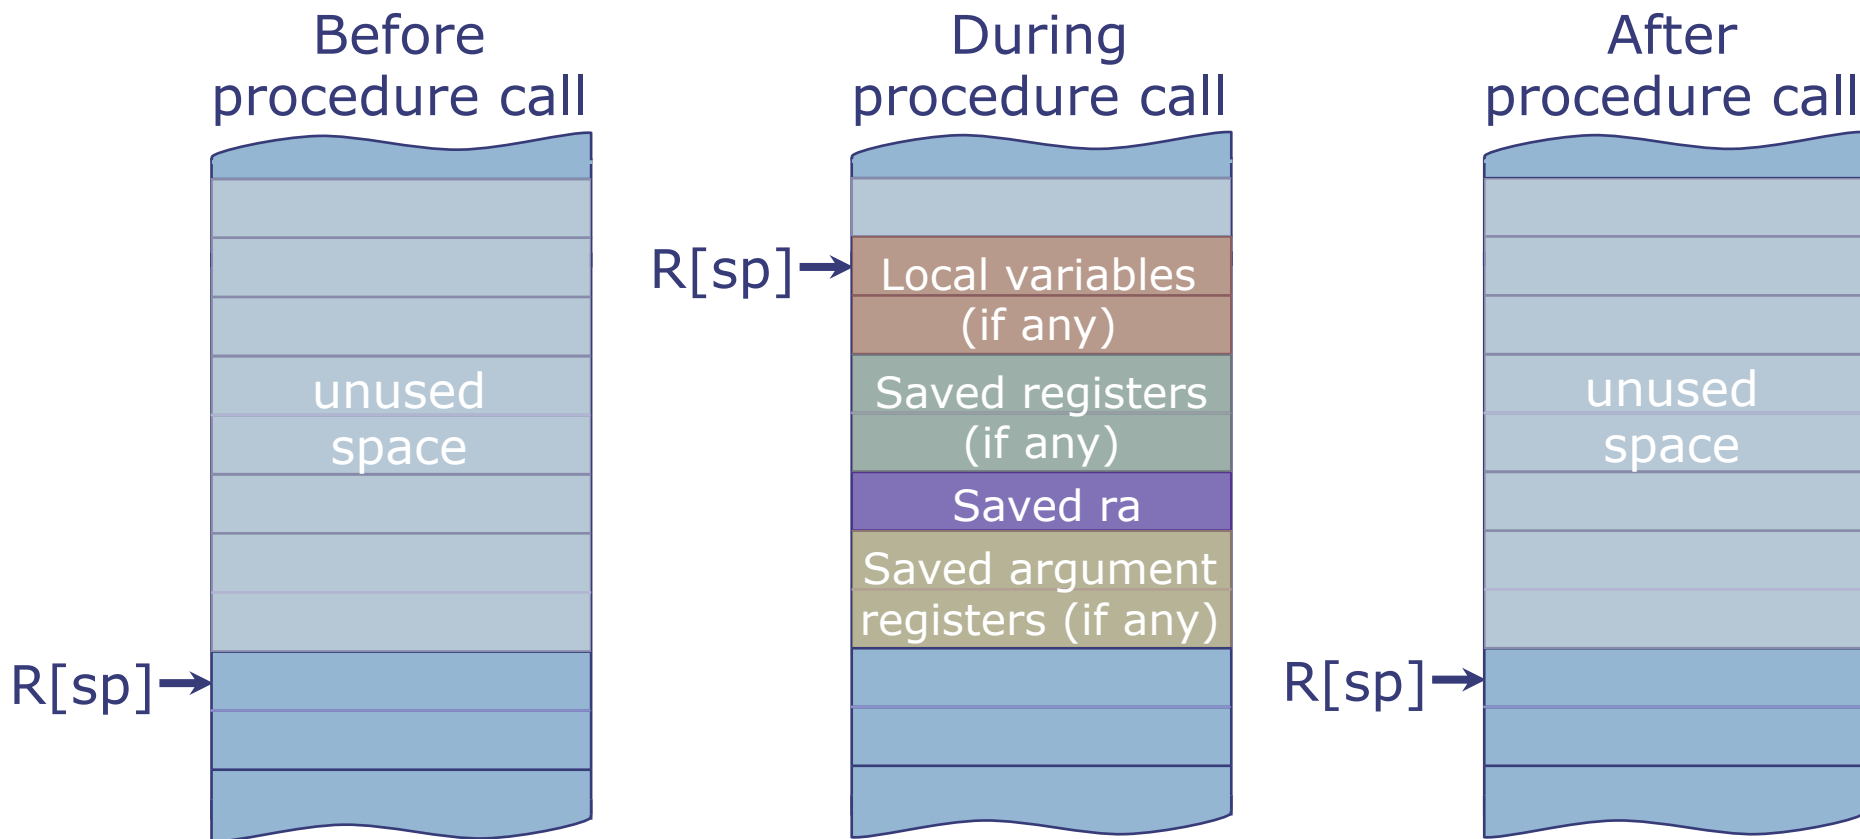 Before
procedure call
unused
space
R[sp]
During
procedure call
R[sp]
Local variables
(if any)
Saved registers
(if any)
Saved ra
Saved argument
registers (if any)
After
procedure call
unused
space
R[sp]